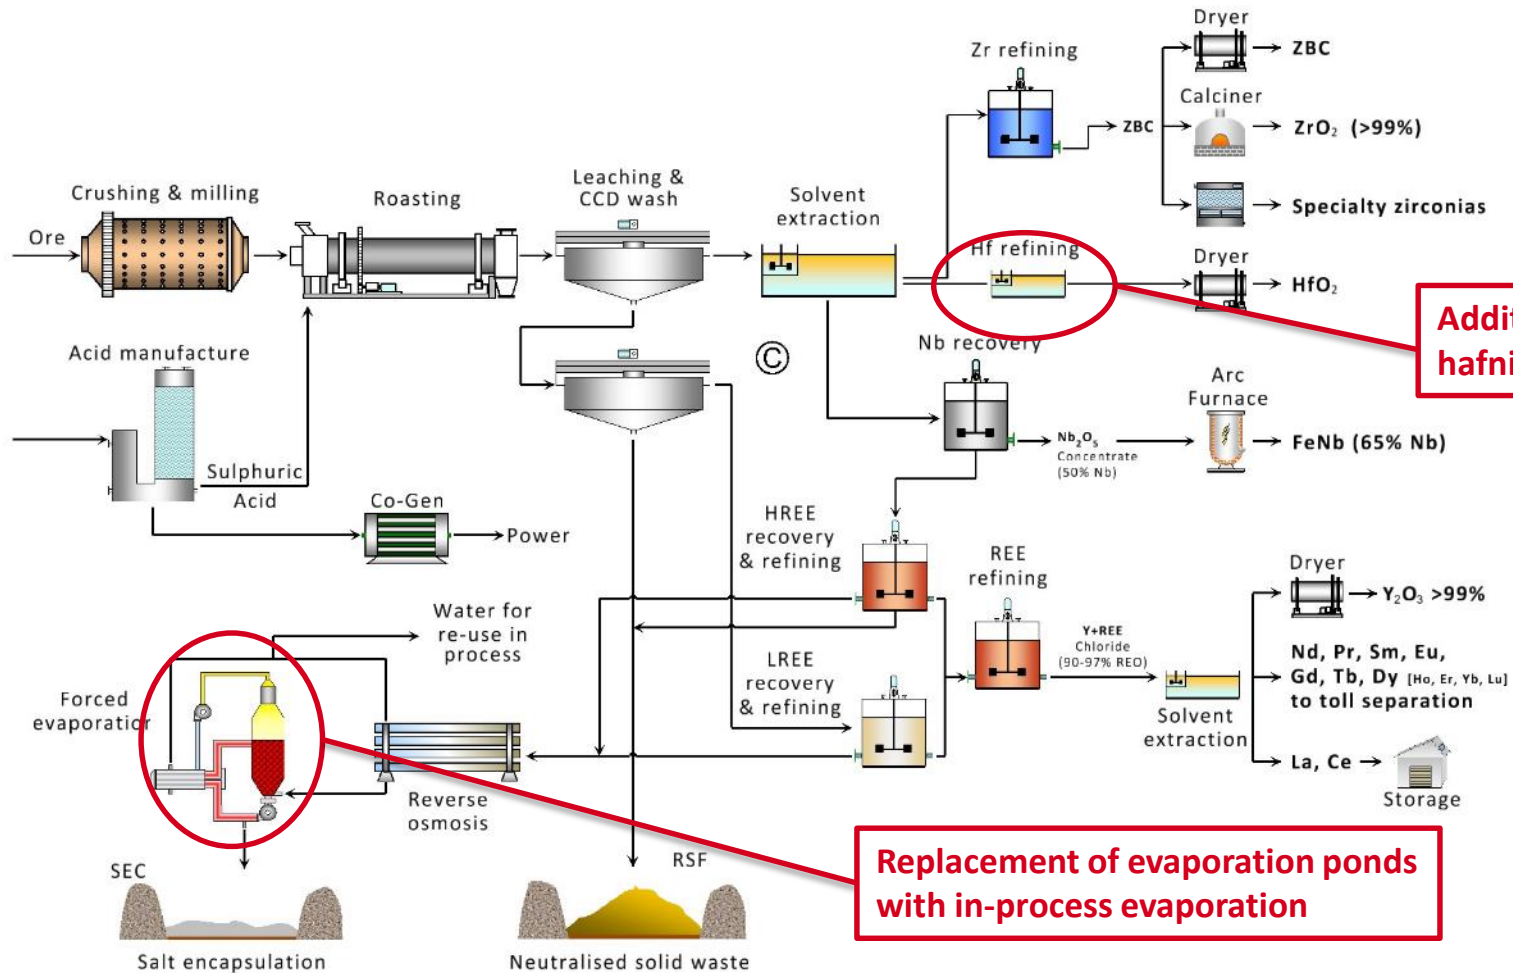 Dryer
ZBC
Zr refining
Calciner
ZBC
ZrO₂ (>99%)
Crushing & milling
Roasting
Leaching &
CCD wash
Solvent
extraction
Specialty zirconias
Ore
Hf refining
Dryer
HfO₂
Acid manufacture
©
Nb recovery
Arc
Furnace
Nb₂O₅
Concentrate
(50% Nb)
FeNb (65% Nb)
Sulphuric
Acid
Co-Gen
Power
HREE
recovery
& refining
REE
refining
Dryer
Y₂O₃ >99%
Water for
re-use in
process
Y+REE
Chloride
(90-97% REO)
LREE
recovery
& refining
Nd, Pr, Sm, Eu,
Gd, Tb, Dy [Ho, Er, Yb, Lu]
to toll separation
Forced
evaporation
Solvent
extraction
La, Ce
Storage
Reverse
osmosis
Replacement of evaporation ponds
with in-process evaporation
SEC
RSF
Salt encapsulation
Neutralised solid waste